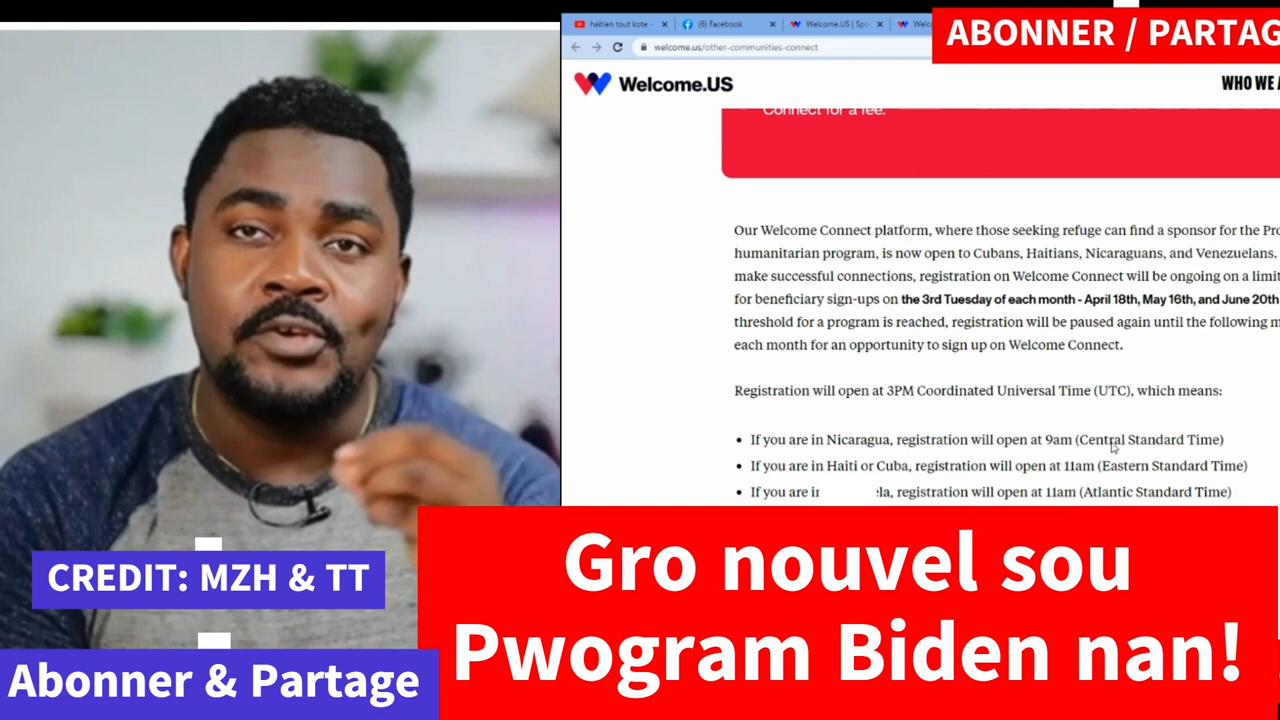 haitien tout kote -
(6) Facebook
Welcome.US | Spo
Welc
ABONNER / PARTAG
welcome.us/other-communities-connect
Welcome.US
WHO WE A
Connect for a fee.
Our Welcome Connect platform, where those seeking refuge can find a sponsor for the Pro
humanitarian program, is now open to Cubans, Haitians, Nicaraguans, and Venezuelans.
make successful connections, registration on Welcome Connect will be ongoing on a limit
for beneficiary sign-ups on the 3rd Tuesday of each month - April 18th, May 16th, and June 20th
threshold for a program is reached, registration will be paused again until the following m
each month for an opportunity to sign up on Welcome Connect.
Registration will open at 3PM Coordinated Universal Time (UTC), which means:
• If you are in Nicaragua, registration will open at 9am (Central Standard Time)
• If you are in Haiti or Cuba, registration will open at 11am (Eastern Standard Time)
• If you are in ela, registration will open at 11am (Atlantic Standard Time)
CREDIT: MZH & TT
Abonner & Partage
Gro nouvel sou
Pwogram Biden nan!